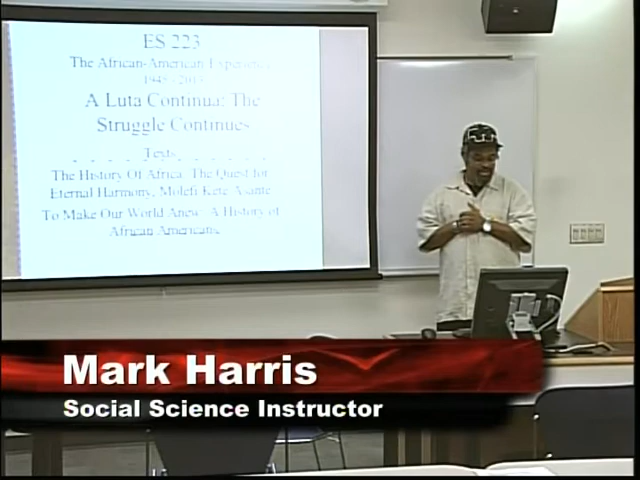 ES 223
The African-American Experience
1945 - 2015
A Luta Continua: The
Struggle Continues
Texts
The History Of Africa: The Quest for
Eternal Harmony, Molefi Kete Asante
To Make Our World Anew: A History of
African Americans,
Mark Harris
Social Science Instructor